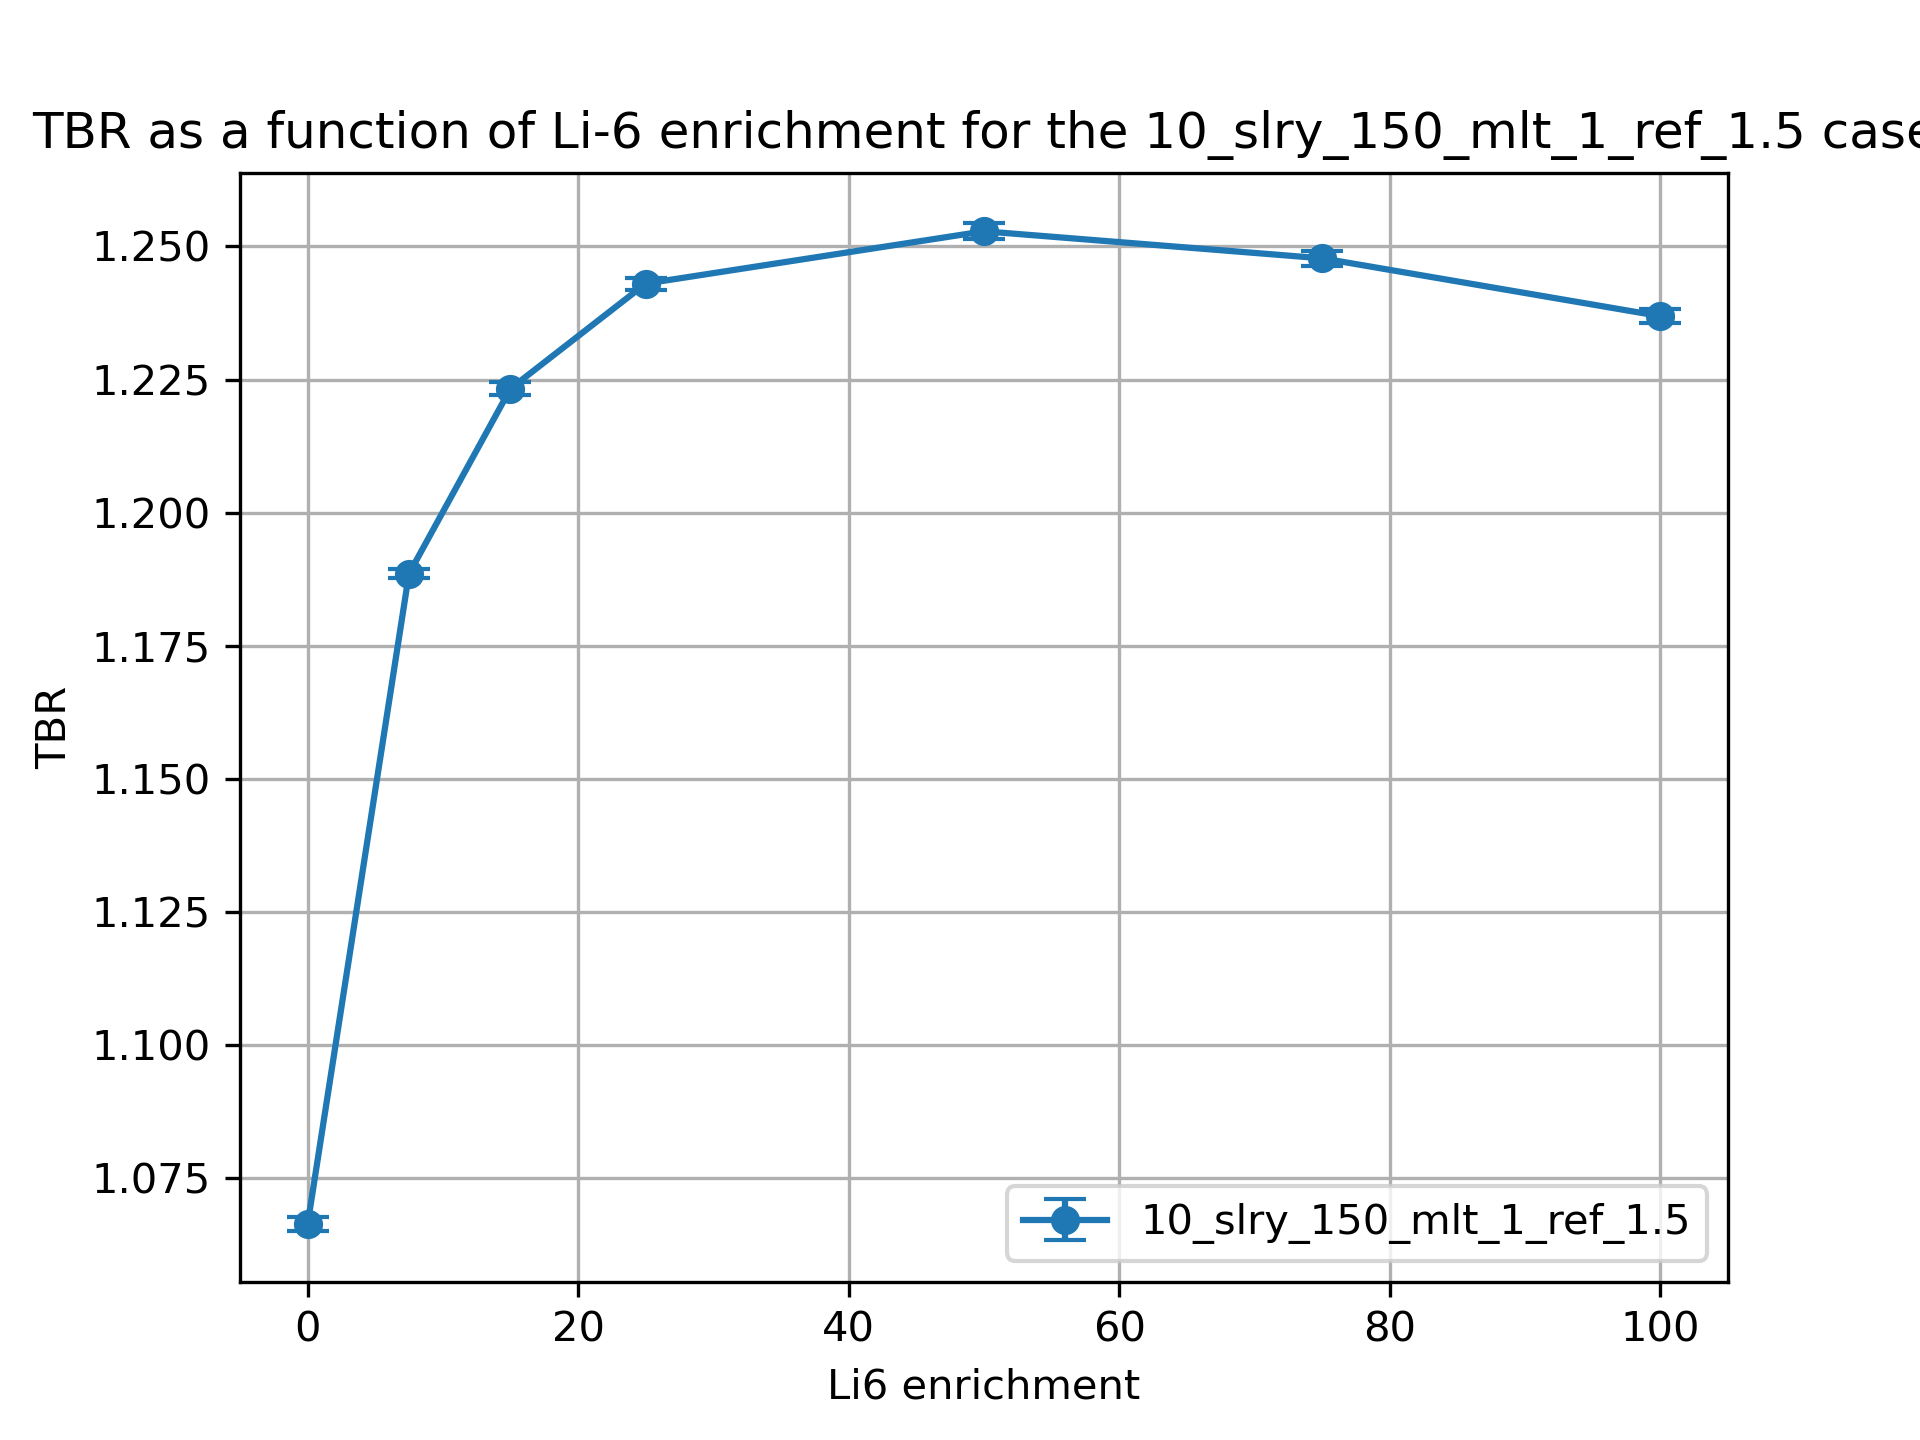 TBR as a function of Li-6 enrichment for the 10_slry_150_mlt_1_ref_1.5 case
1.250
1.225
1.200
1.175
1.150
1.125
1.100
1.075
TBR
10_slry_150_mlt_1_ref_1.5
0 20 40 60 80 100
Li6 enrichment